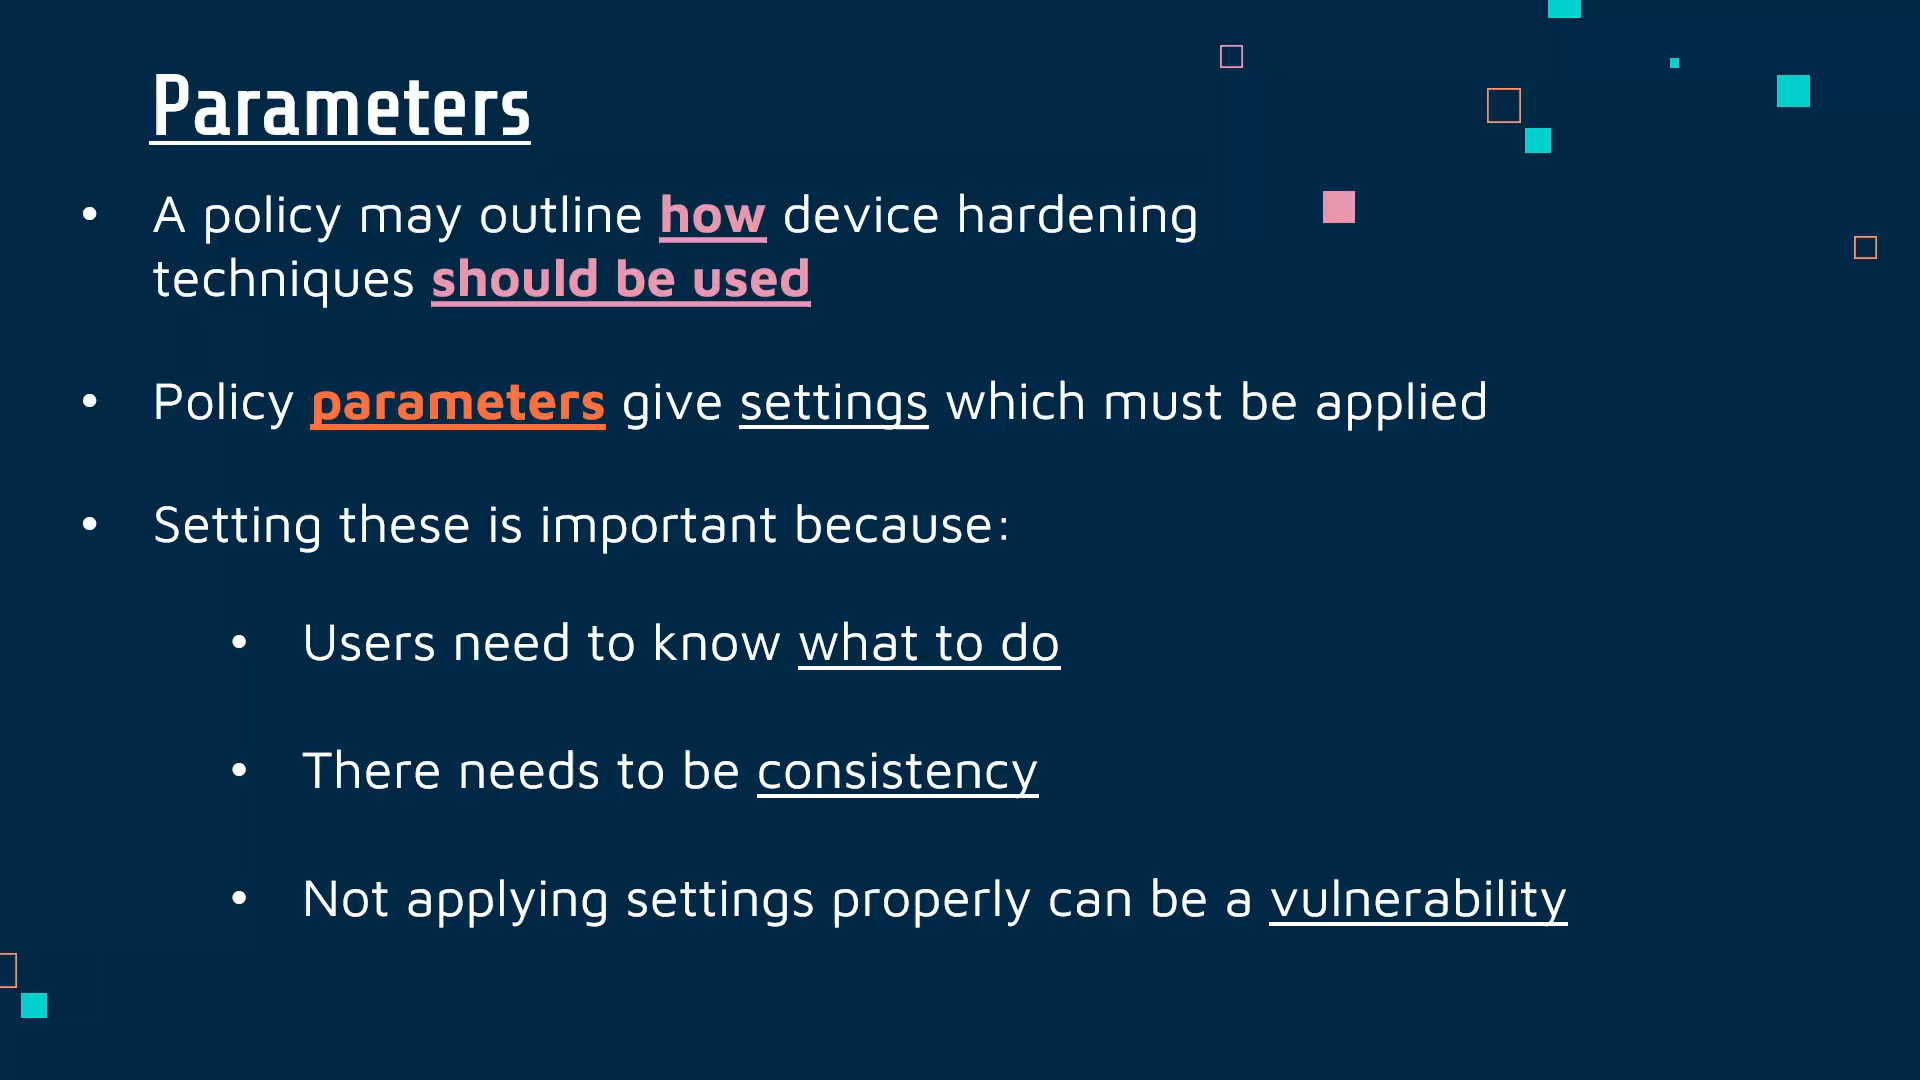 Parameters
• A policy may outline how device hardening
techniques should be used
• Policy parameters give settings which must be applied
• Setting these is important because:
• Users need to know what to do
• There needs to be consistency
• Not applying settings properly can be a vulnerability